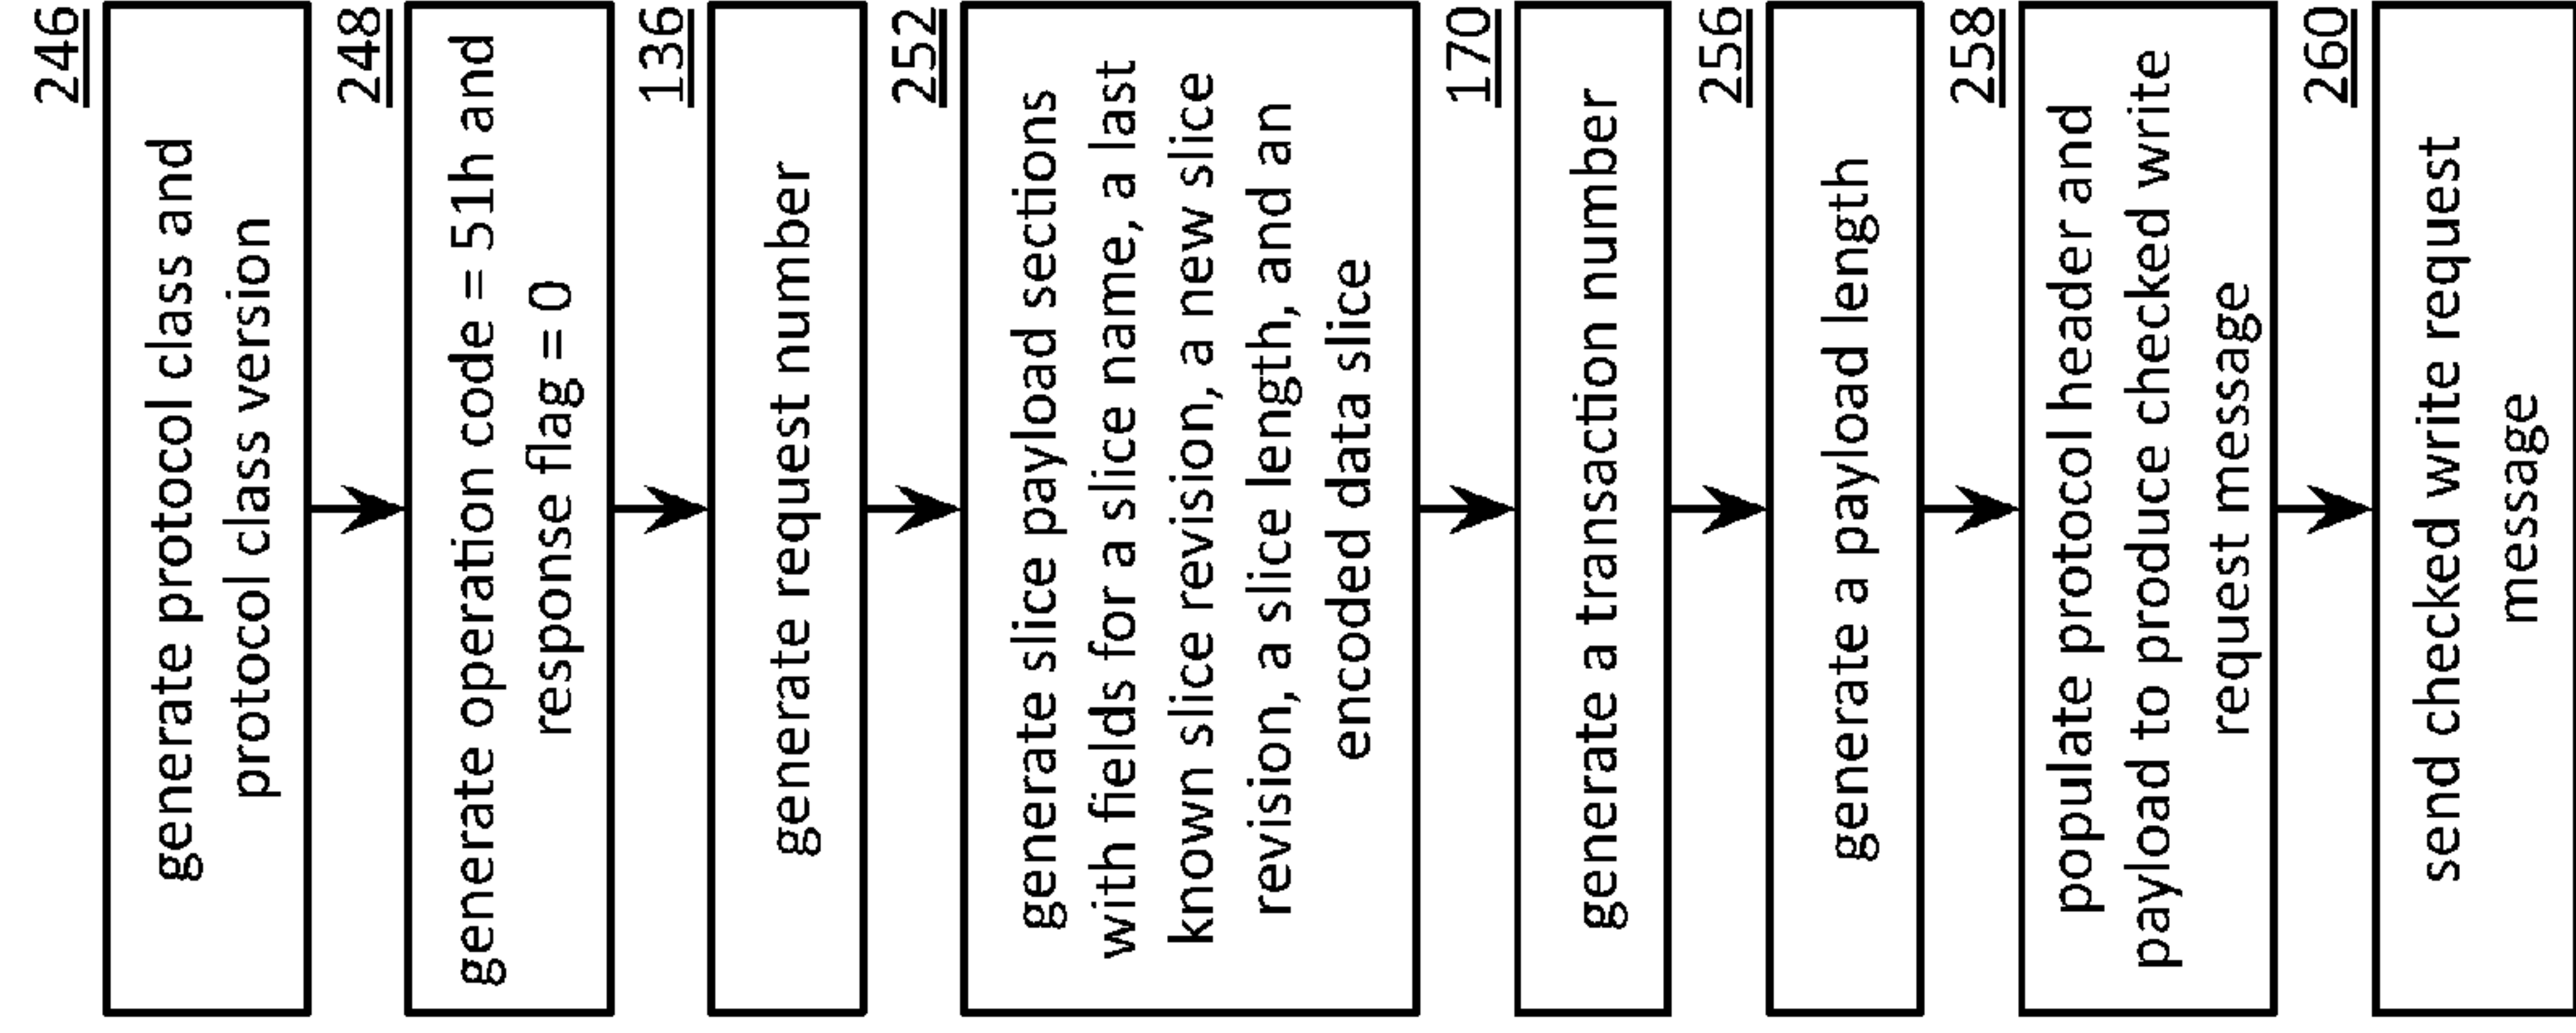 246
generate protocol class and
protocol class version
248
generate operation code = 51h and
response flag = 0
136
generate request number
252
generate slice payload sections
with fields for a slice name, a last
known slice revision, a new slice
revision, a slice length, and an
encoded data slice
170
generate a transaction number
256
generate a payload length
258
populate protocol header and
payload to produce checked write
request message
260
send checked write request
message